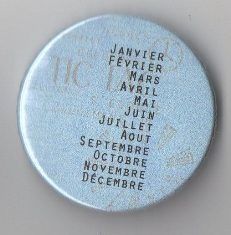 JANVIER
FÉVRIER
MARS
AVRIL
MAI
JUIN
JUILLET
AOUT
SEPTEMBRE
OCTOBRE
NOVEMBRE
DÉCEMBRE